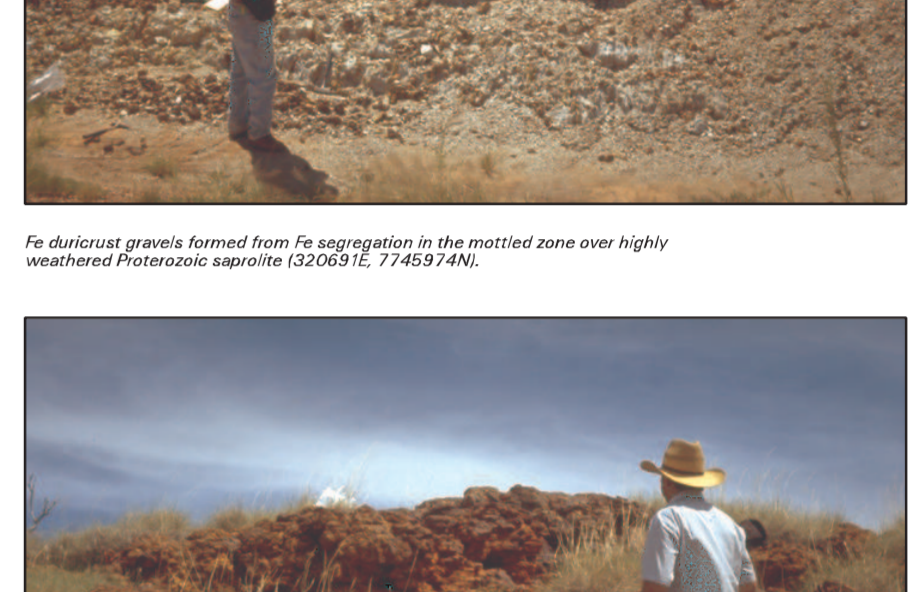 Fe duricrust gravels formed from Fe segregation in the mottled zone over highly
weathered Proterozoic saprolite (320691E, 7745974N).